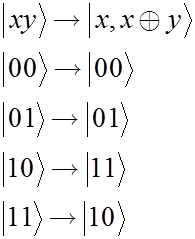 |xy⟩ → |x, x ⊕ y⟩
|00⟩ → |00⟩
|01⟩ → |01⟩
|10⟩ → |11⟩
|11⟩ → |10⟩